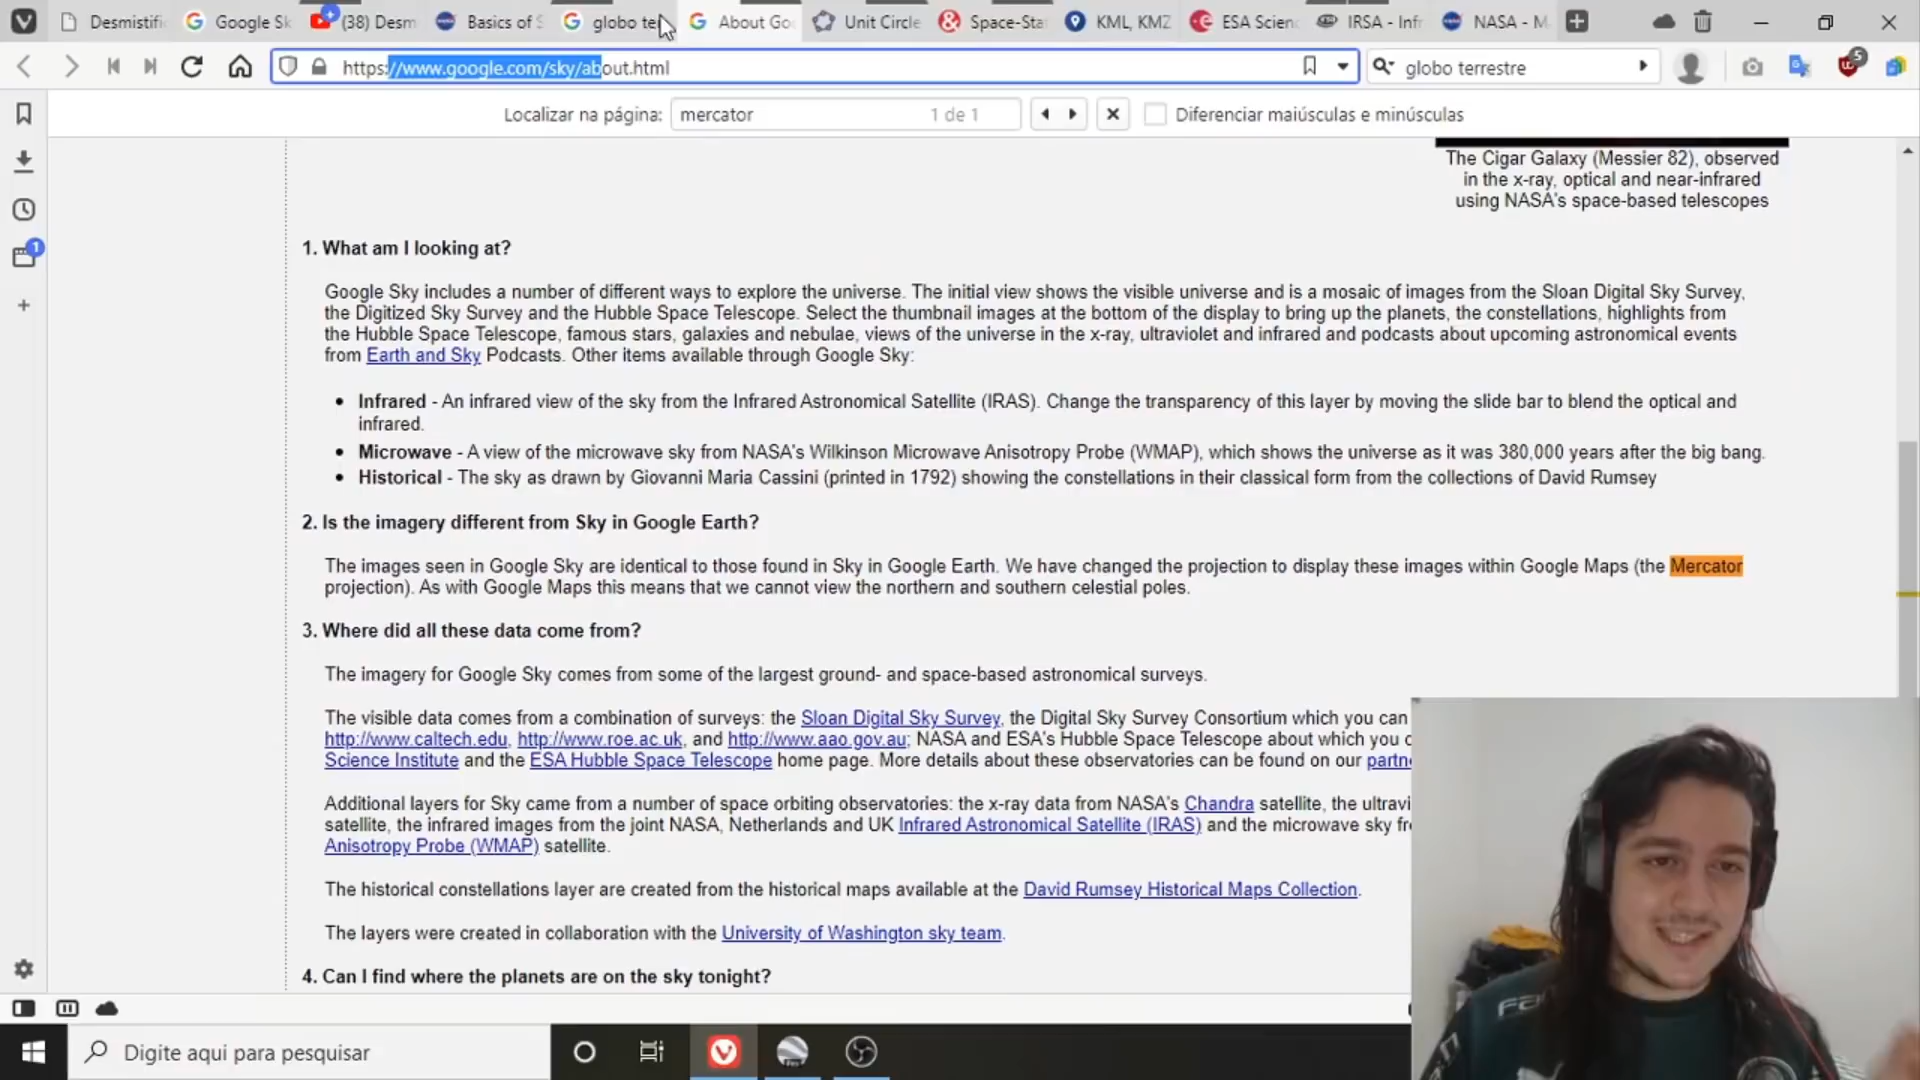 Desmistifi
Google Sk
(38) Desm
Basics of S
globo ter
About Go
Unit Circle
Space-Sta
KML, KMZ
ESA Scien
IRSA - Infr
NASA - M
https://www.google.com/sky/about.html
globo terrestre
5
Localizar na página:
mercator
1 de 1
Diferenciar maiúsculas e minúsculas
1
The Cigar Galaxy (Messier 82), observed
in the x-ray, optical and near-infrared
using NASA's space-based telescopes
1. What am I looking at?
Google Sky includes a number of different ways to explore the universe. The initial view shows the visible universe and is a mosaic of images from the Sloan Digital Sky Survey,
the Digitized Sky Survey and the Hubble Space Telescope. Select the thumbnail images at the bottom of the display to bring up the planets, the constellations, highlights from
the Hubble Space Telescope, famous stars, galaxies and nebulae, views of the universe in the x-ray, ultraviolet and infrared and podcasts about upcoming astronomical events
from Earth and Sky Podcasts. Other items available through Google Sky:
• Infrared - An infrared view of the sky from the Infrared Astronomical Satellite (IRAS). Change the transparency of this layer by moving the slide bar to blend the optical and
infrared.
• Microwave - A view of the microwave sky from NASA's Wilkinson Microwave Anisotropy Probe (WMAP), which shows the universe as it was 380,000 years after the big bang.
• Historical - The sky as drawn by Giovanni Maria Cassini (printed in 1792) showing the constellations in their classical form from the collections of David Rumsey
2. Is the imagery different from Sky in Google Earth?
The images seen in Google Sky are identical to those found in Sky in Google Earth. We have changed the projection to display these images within Google Maps (the Mercator
projection). As with Google Maps this means that we cannot view the northern and southern celestial poles.
3. Where did all these data come from?
The imagery for Google Sky comes from some of the largest ground- and space-based astronomical surveys.
The visible data comes from a combination of surveys: the Sloan Digital Sky Survey, the Digital Sky Survey Consortium which you can
http://www.caltech.edu, http://www.roe.ac.uk, and http://www.aao.gov.au; NASA and ESA's Hubble Space Telescope about which you c
Science Institute and the ESA Hubble Space Telescope home page. More details about these observatories can be found on our partn
Additional layers for Sky came from a number of space orbiting observatories: the x-ray data from NASA's Chandra satellite, the ultravi
satellite, the infrared images from the joint NASA, Netherlands and UK Infrared Astronomical Satellite (IRAS) and the microwave sky fr
Anisotropy Probe (WMAP) satellite.
The historical constellations layer are created from the historical maps available at the David Rumsey Historical Maps Collection.
The layers were created in collaboration with the University of Washington sky team.
4. Can I find where the planets are on the sky tonight?
Digite aqui para pesquisar